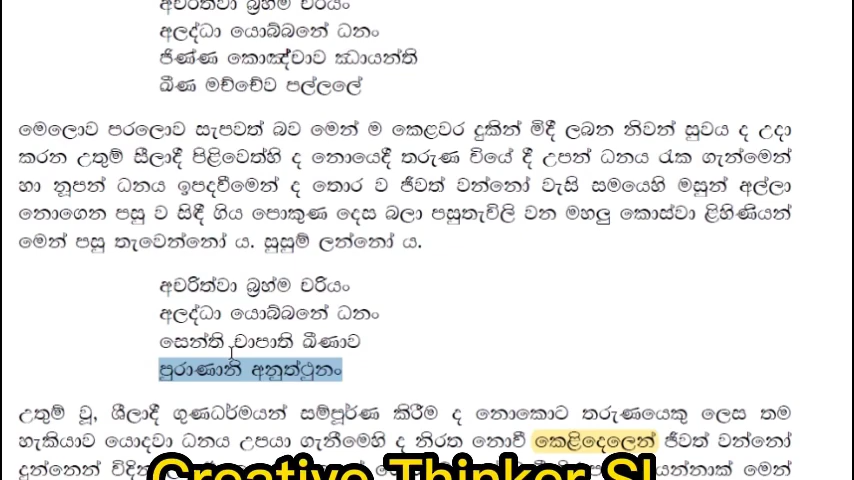 අචරිත්වා බ්‍රහ්ම චරියං
අලද්ධා යොබ්බනේ ධනං
ජිණ්ණ කොඤ්චාව ඣායන්ති
ඛීණ මච්ඡේව පල්ලලේ
මෙලොව පරලොව සැපවත් බව මෙන් ම කෙළවර දුකින් මිදී ලබන නිවන් සුවය ද උදා
කරන උතුම් සීලාදී පිළිවෙත්හි ද නොයෙදී තරුණ වියේ දී උපන් ධනය රැක ගැන්මෙන්
හා නූපන් ධනය ඉපදවීමෙන් ද තොර ව ජීවත් වන්නෝ වැසි සමයෙහි මසුන් අල්ලා
නොගෙන පසු ව සිඳී ගිය පොකුණ දෙස බලා පසුතැවිලි වන මහලු කොස්වා ළිහිණියන්
මෙන් පසු තැවෙන්නෝ ය. සුසුම් ලන්නෝ ය.
අචරිත්වා බ්‍රහ්ම චරියං
අලද්ධා යොබ්බනේ ධනං
සෙන්ති චාපාති ඛීණාව
පුරාණානි අනුත්ථුනං
උතුම් වූ, ශීලාදී ගුණධර්මයන් සම්පූර්ණ කිරීම ද නොකොට තරුණයෙකු ලෙස තම
හැකියාව යොදවා ධනය උපයා ගැනීමෙහි ද නිරත නොවී කෙළිදෙලෙන් ජීවත් වන්නෝ
දුන්නෙන් විදින මෙන්
Creative Thinker SL